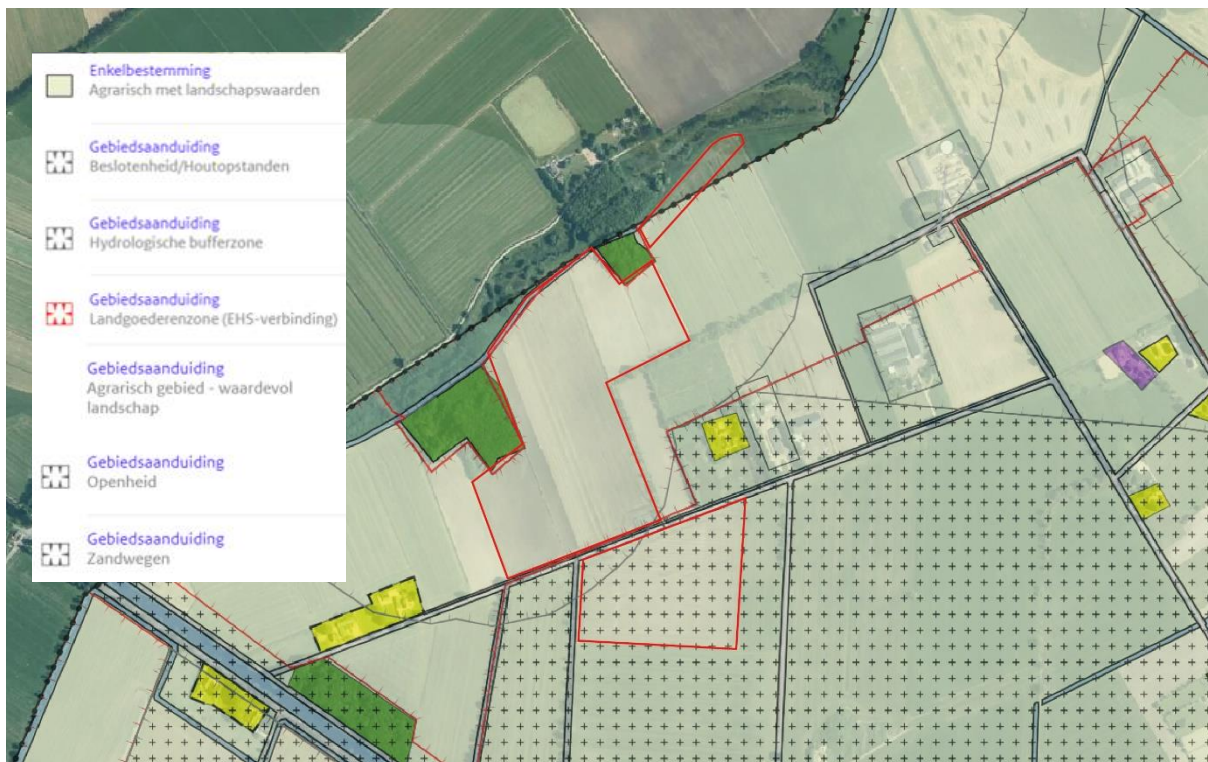 Enkelbestemming
Agrarisch met landschapswaarden
Gebiedsaanduiding
Beslotenheid/Houtopstanden
Gebiedsaanduiding
Hydrologische bufferzone
Gebiedsaanduiding
Landgoederenzone (EHS-verbinding)
Gebiedsaanduiding
Agrarisch gebied - waardevol
landschap
Gebiedsaanduiding
Openheid
Gebiedsaanduiding
Zandwegen